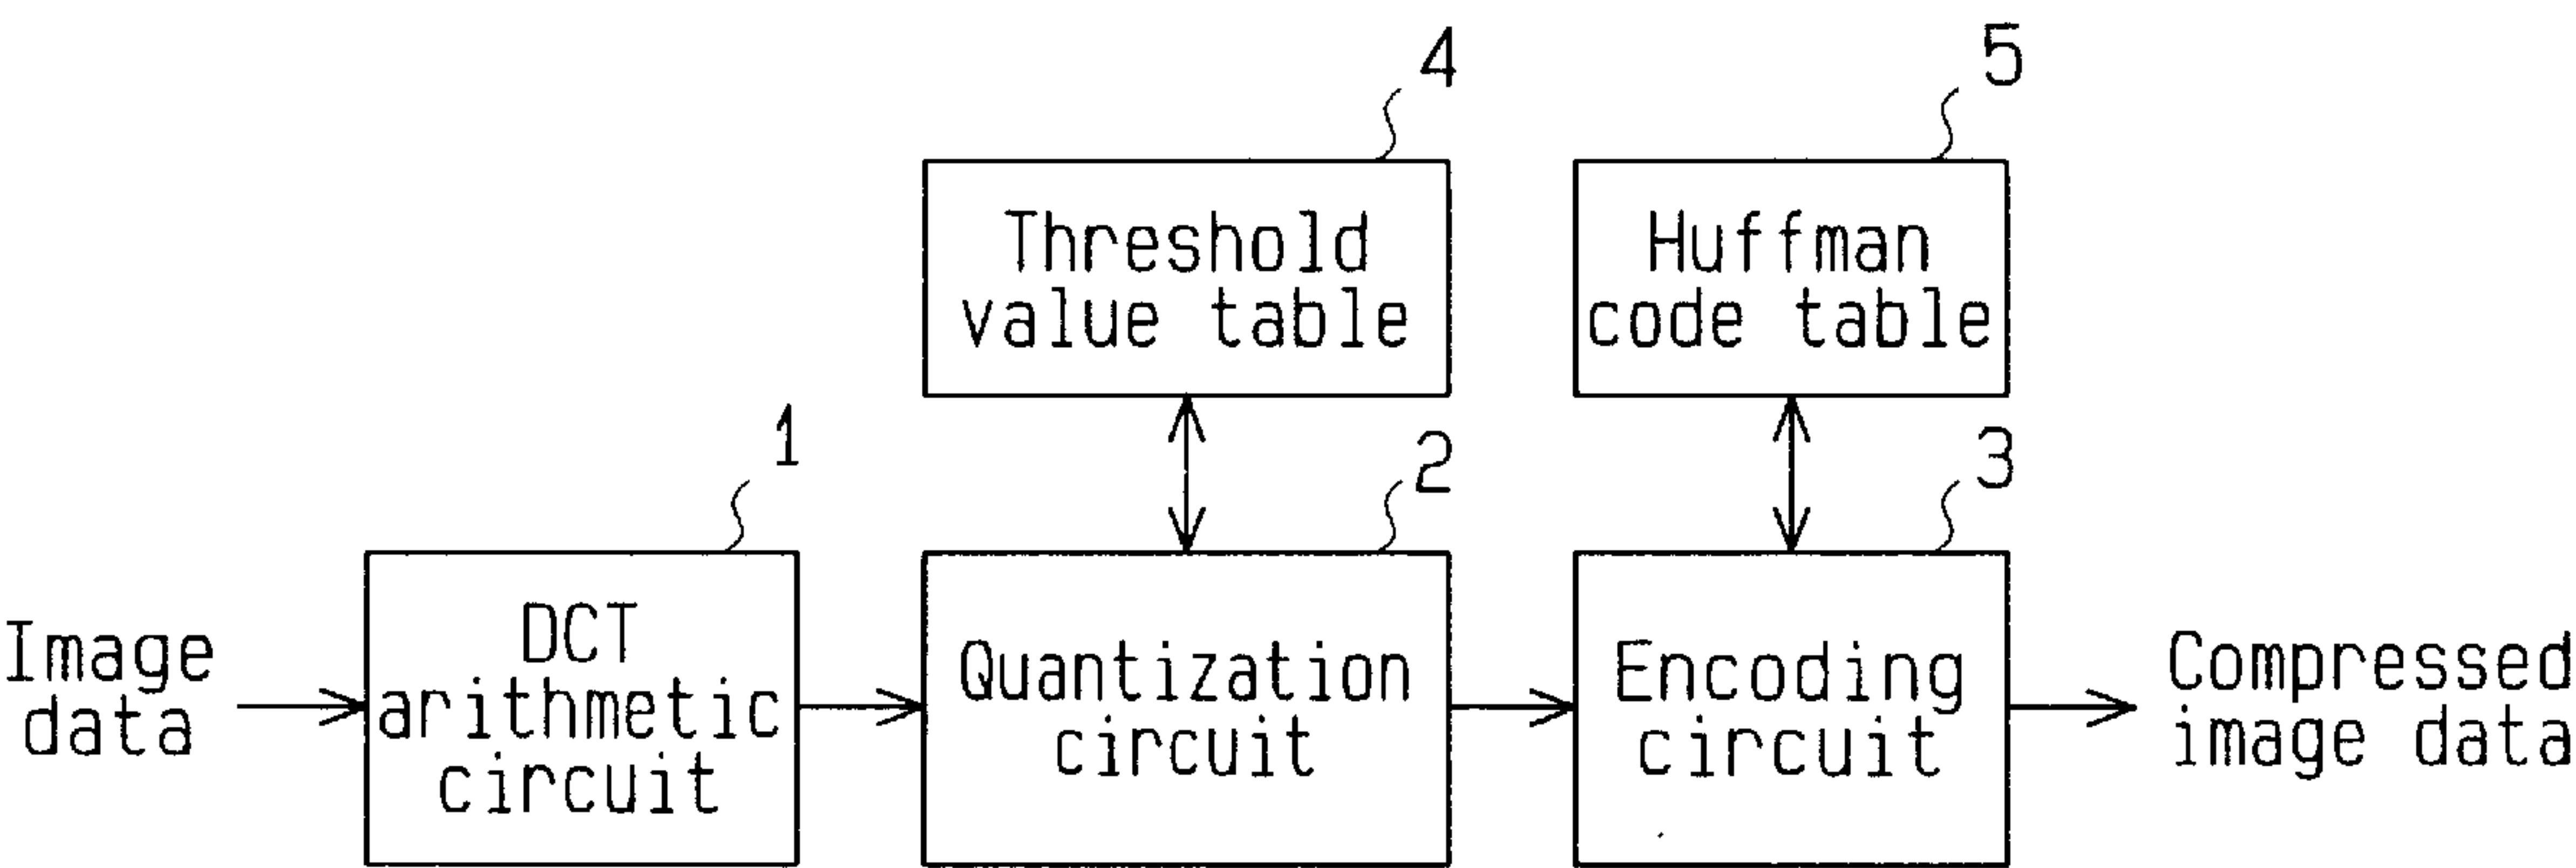 4
5
Threshold
value table
Huffman
code table
1
2
3
Image
data
DCT
arithmetic
circuit
Quantization
circuit
Encoding
circuit
Compressed
image data